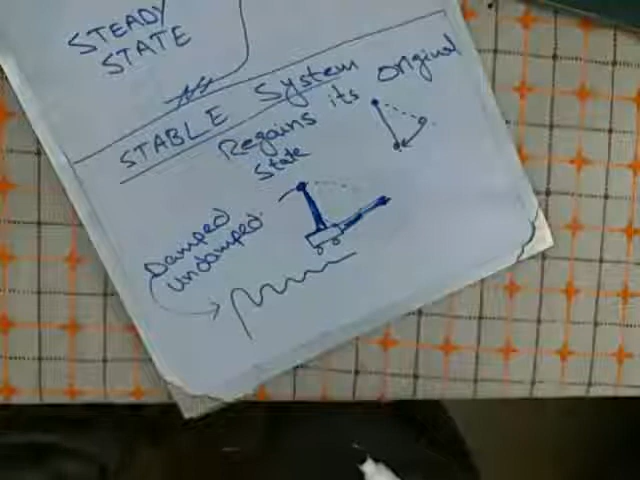 STEADY
STATE
STABLE System
Regains its original
State
Damped
undamped.